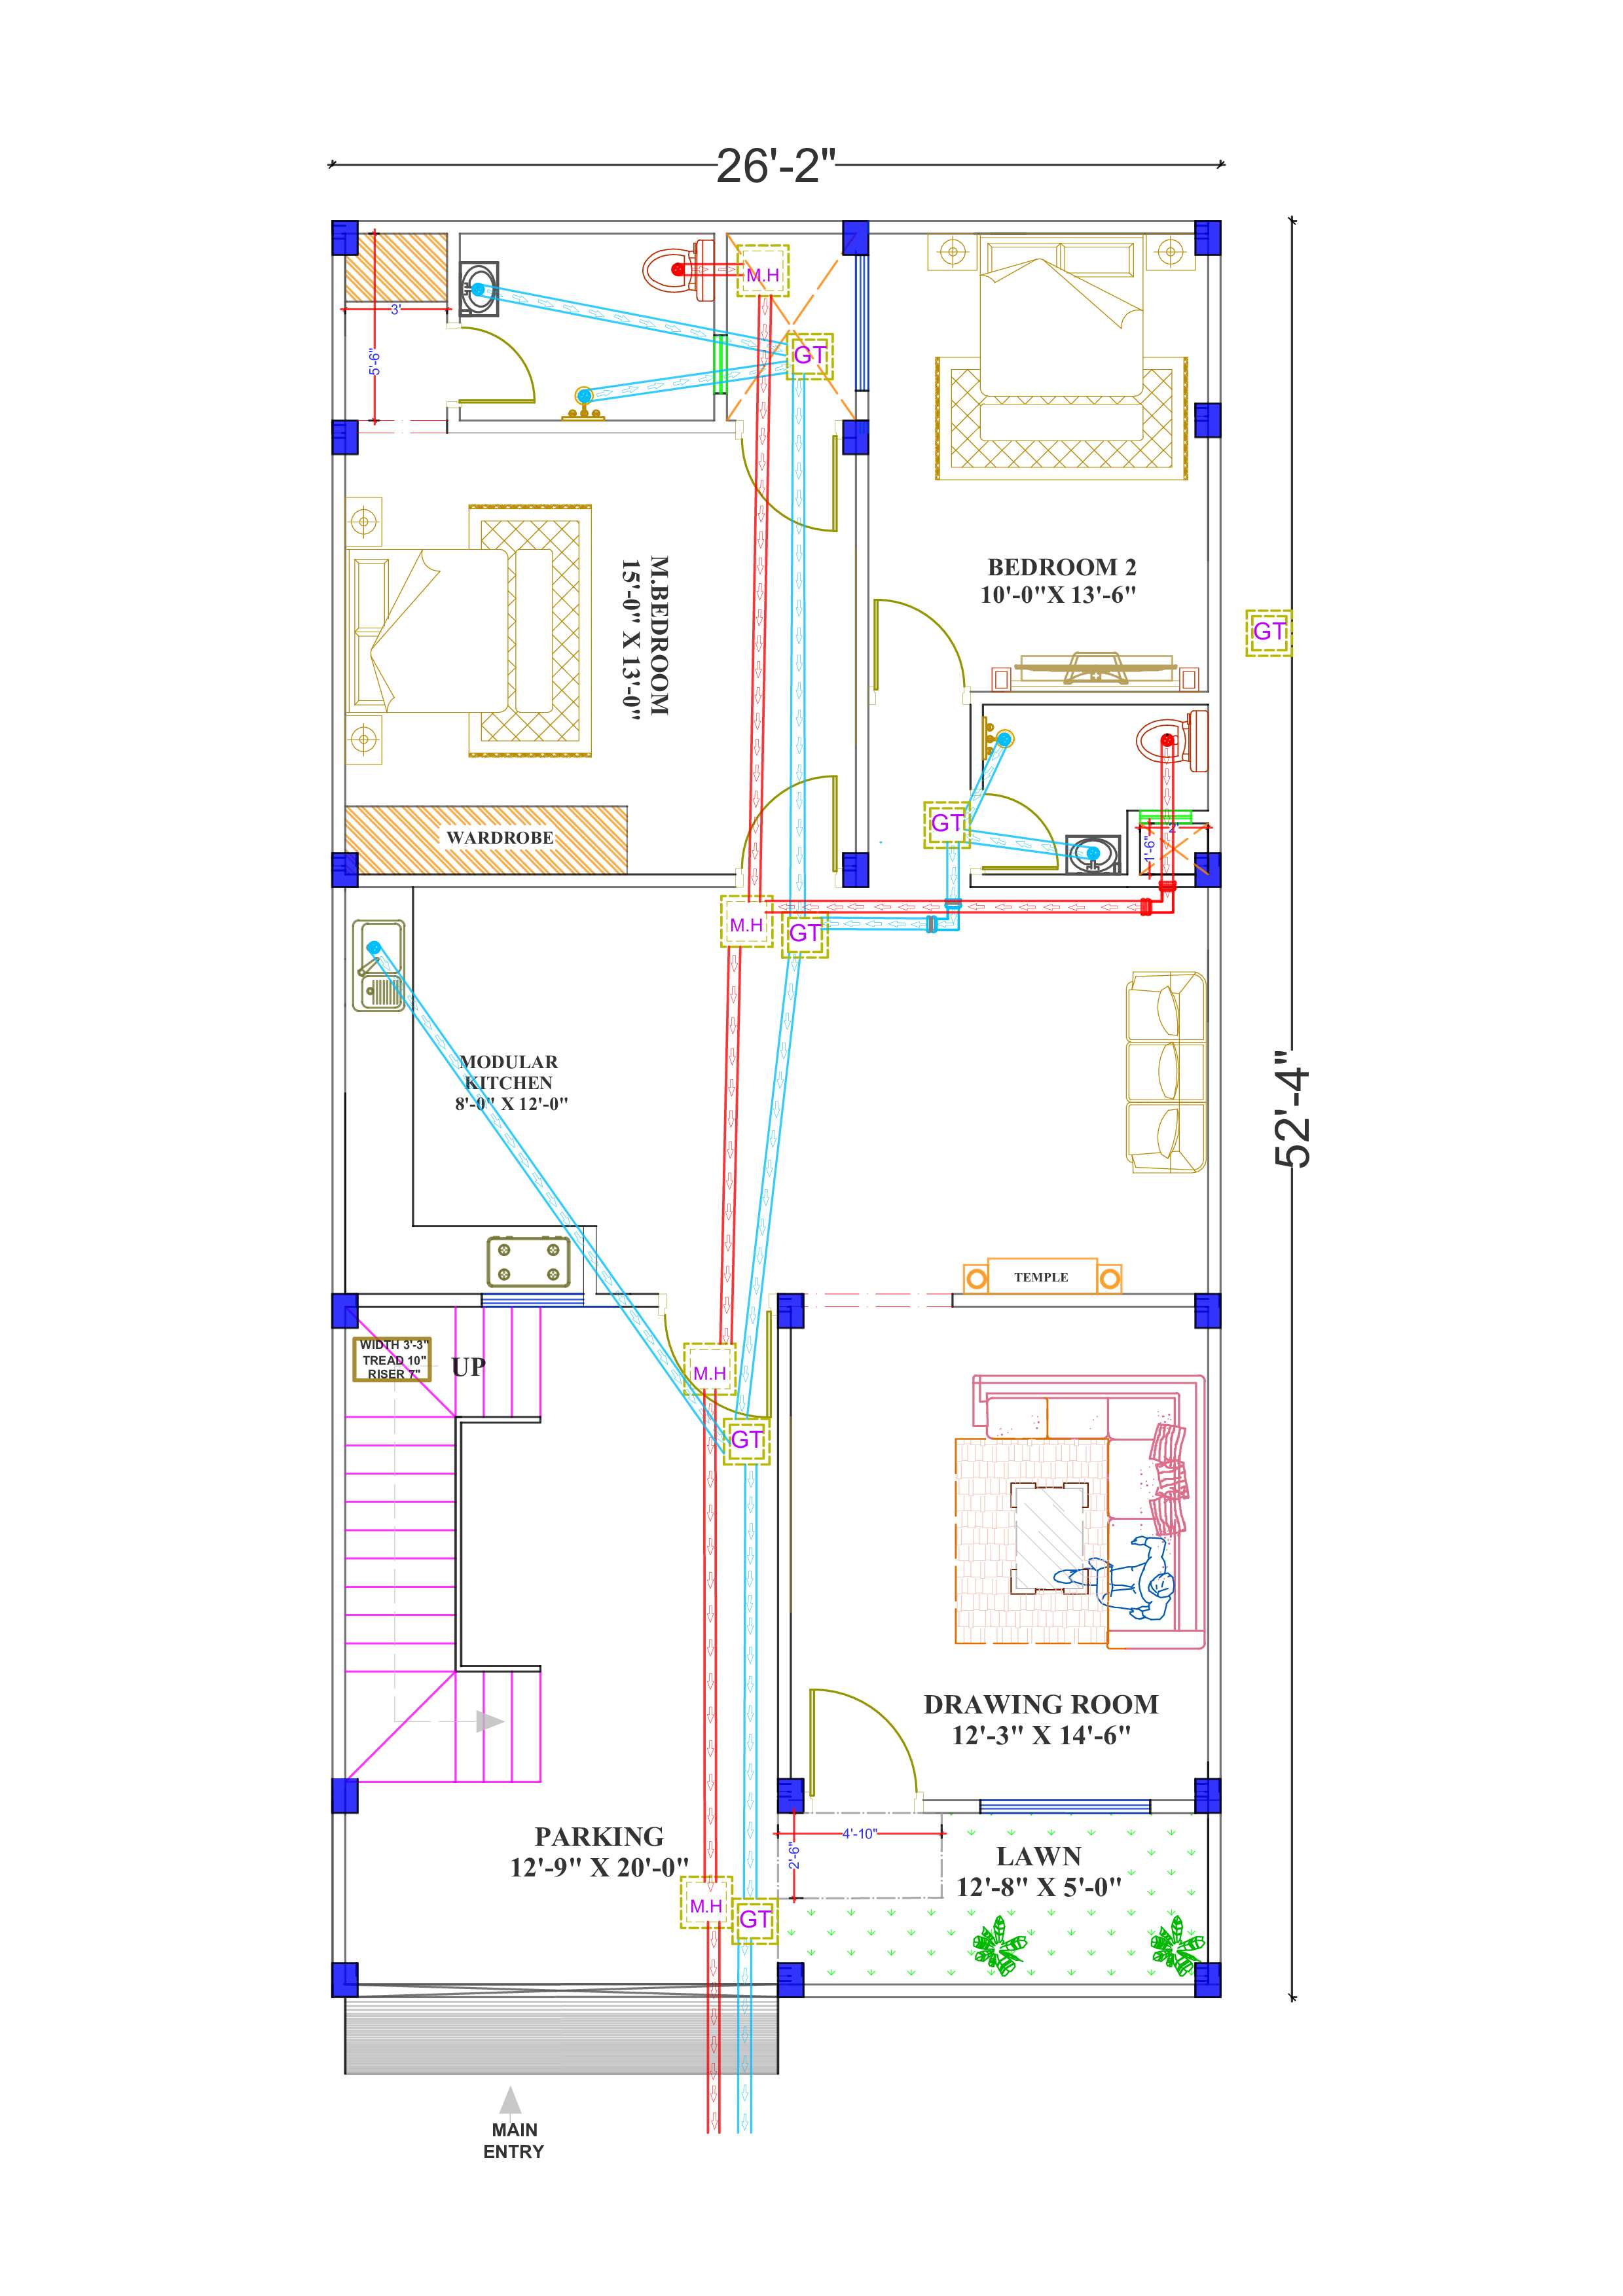 26'-2"
M.H
3'
5'-6"
GT
BEDROOM 2
10'-0"X 13'-6"
M.BEDROOM
15'-0" X 13'-0"
GT
GT
WARDROBE
2'
1'-6"
M.H
GT
MODULAR
KITCHEN
8'-0" X 12'-0"
52'-4"
TEMPLE
WIDTH 3'-3"
TREAD 10"
RISER 7"
UP
M.H
GT
DRAWING ROOM
12'-3" X 14'-6"
PARKING
12'-9" X 20'-0"
4'-10"
2'-6"
LAWN
12'-8" X 5'-0"
M.H
GT
MAIN
ENTRY